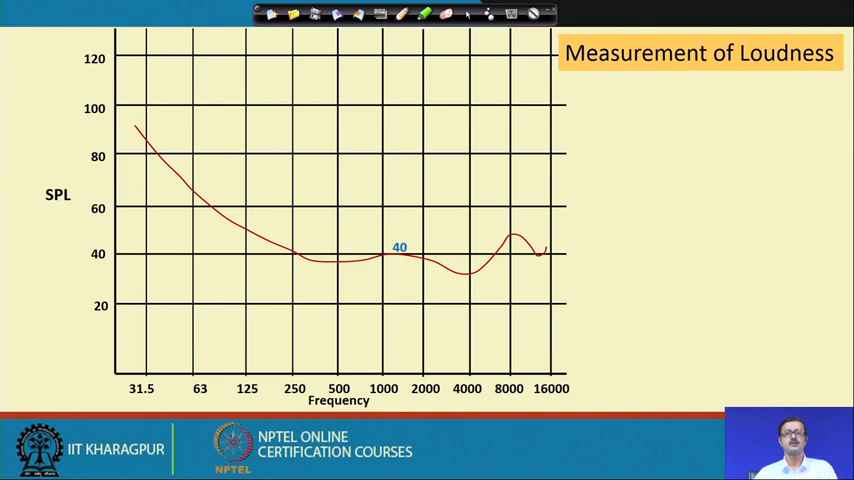 Measurement of Loudness
120
100
80
SPL
60
40
40
20
31.5 63 125 250 500 1000 2000 4000 8000 16000
Frequency
IIT KHARAGPUR
NPTEL
NPTEL ONLINE
CERTIFICATION COURSES